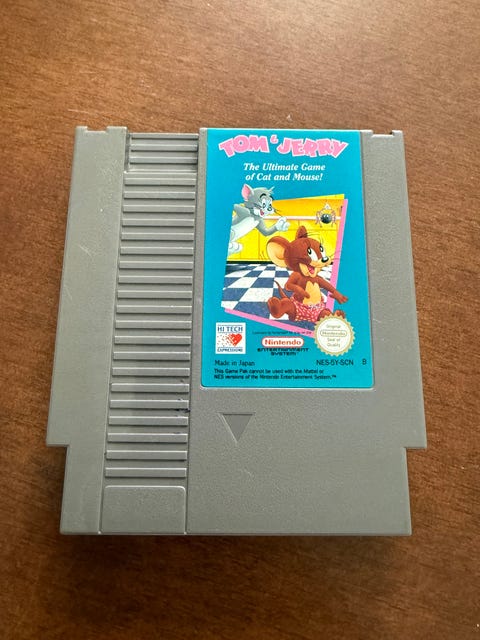 TOM & JERRY
The Ultimate Game
of Cat and Mouse!
HI TECH
EXPRESSIONS
Nintendo
ENTERTAINMENT
SYSTEM
Original
Nintendo
Seal of
Quality
Made in Japan
NES-5Y-SCN B
This Game Pak cannot be used with the Mattel or
NES versions of the Nintendo Entertainment System.™